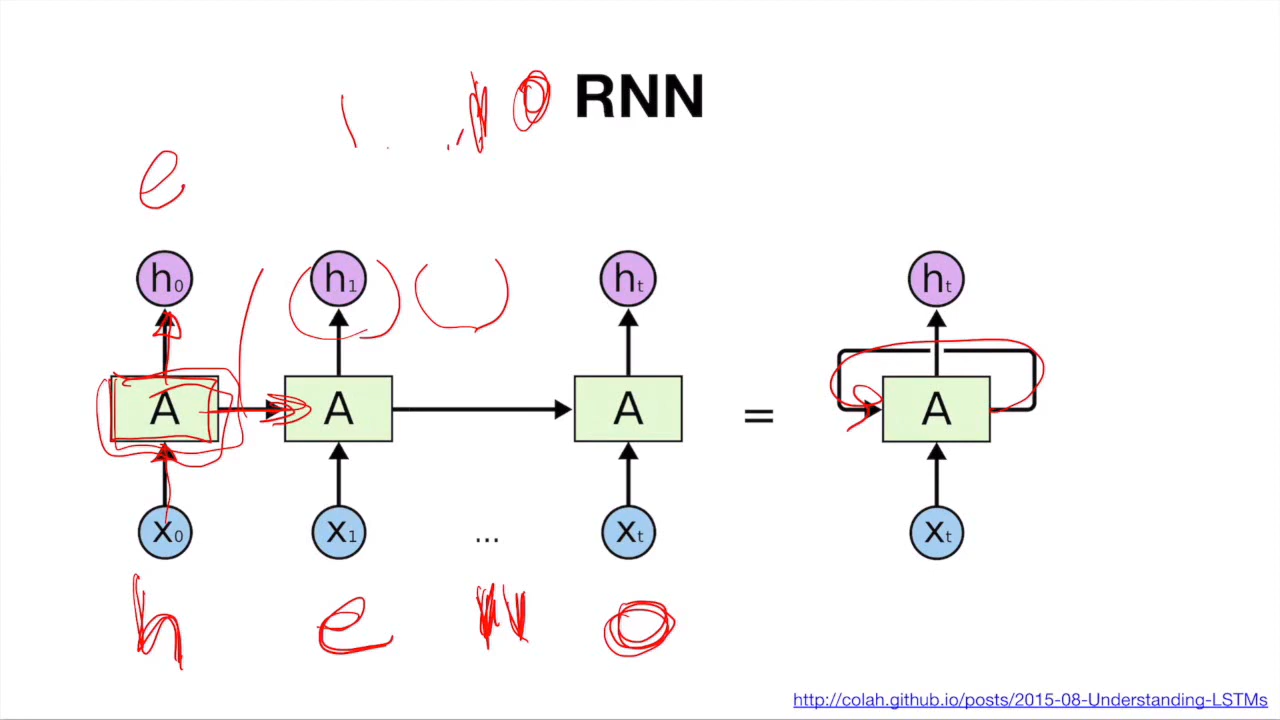 RNN
e
h0 h1 ht ht
A A A = A
x0 x1 ... xt xt
h e o
http://colah.github.io/posts/2015-08-Understanding-LSTMs